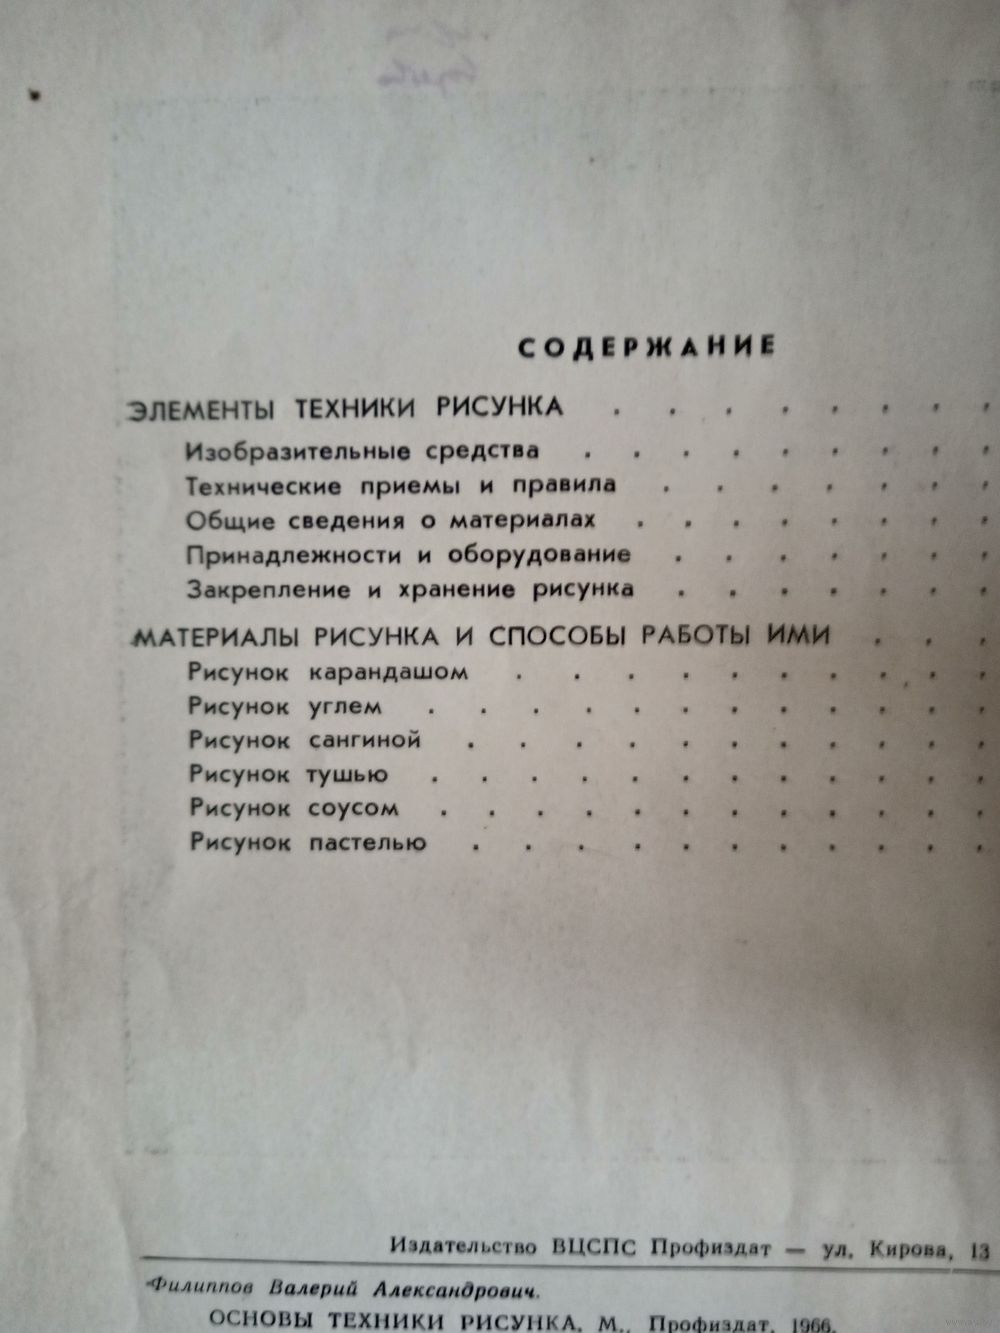 СОДЕРЖАНИЕ
ЭЛЕМЕНТЫ ТЕХНИКИ РИСУНКА . . . . . . . .
Изобразительные средства . . . . . . . . .
Технические приемы и правила . . . . . . .
Общие сведения о материалах . . . . . . . .
Принадлежности и оборудование . . . . . . .
Закрепление и хранение рисунка . . . . . . .
МАТЕРИАЛЫ РИСУНКА И СПОСОБЫ РАБОТЫ ИМИ . . .
Рисунок карандашом . . . . . . . . . .
Рисунок углем . . . . . . . . . . . .
Рисунок сангиной . . . . . . . . . . .
Рисунок тушью . . . . . . . . . . . .
Рисунок соусом . . . . . . . . . . . .
Рисунок пастелью . . . . . . . . . . .
Издательство ВЦСПС Профиздат — ул. Кирова, 13
Филиппов Валерий Александрович.
ОСНОВЫ ТЕХНИКИ РИСУНКА. М., Профиздат, 1966.